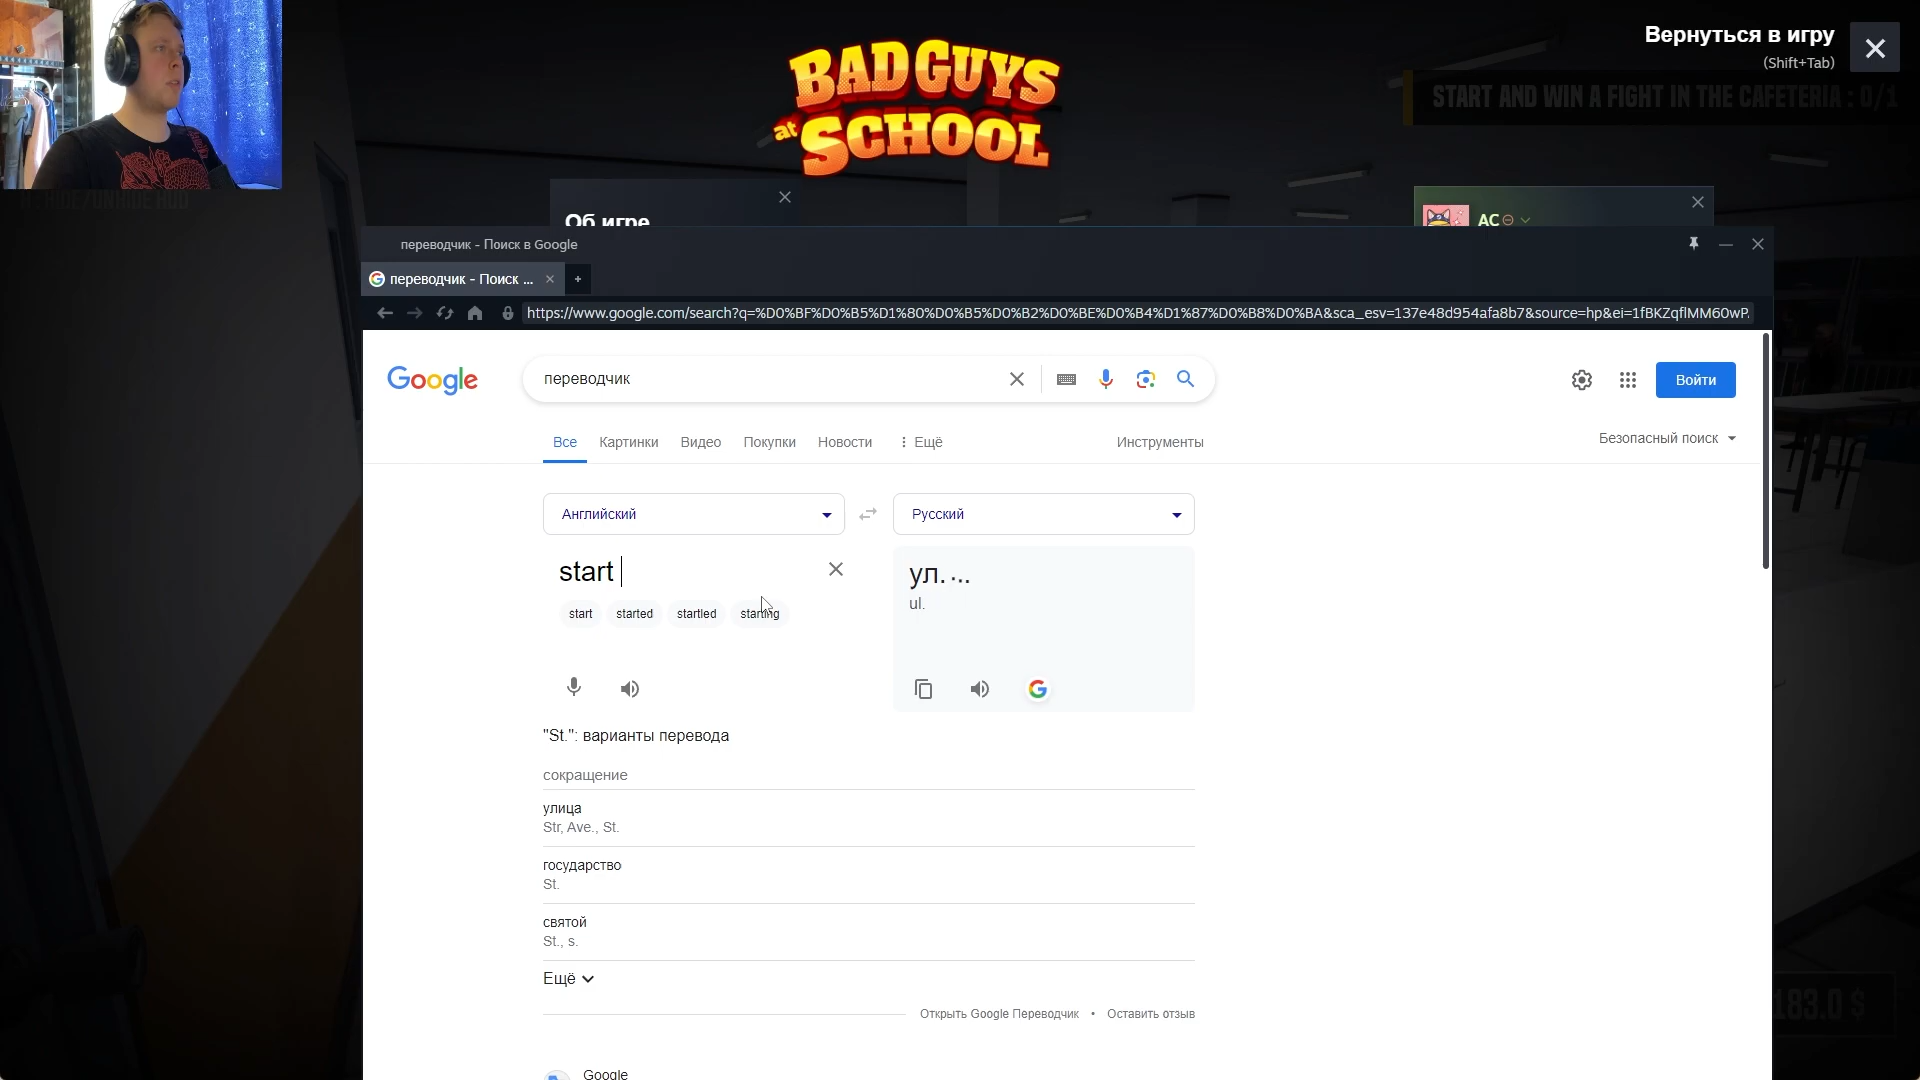 BAD GUYS
at SCHOOL
Вернуться в игру
(Shift+Tab)
START AND WIN A FIGHT IN THE CAFETERIA : 0/1
Об игре
AC
переводчик - Поиск в Google
переводчик - Поиск ...
https://www.google.com/search?q=%D0%BF%D0%B5%D1%80%D0%B5%D0%B2%D0%BE%D0%B4%D1%87%D0%B8%D0%BA&sca_esv=137e48d954afa8b7&source=hp&ei=1fBKZqflMM60wP.
Google
переводчик
Войти
Все Картинки Видео Покупки Новости Ещё Инструменты
Безопасный поиск
Английский Русский
start
ул. ...
ul.
start started startled starting
"St.": варианты перевода
сокращение
улица
Str, Ave., St.
государство
St.
святой
St., s.
Ещё
Открыть Google Переводчик • Оставить отзыв
Google
183.0 $